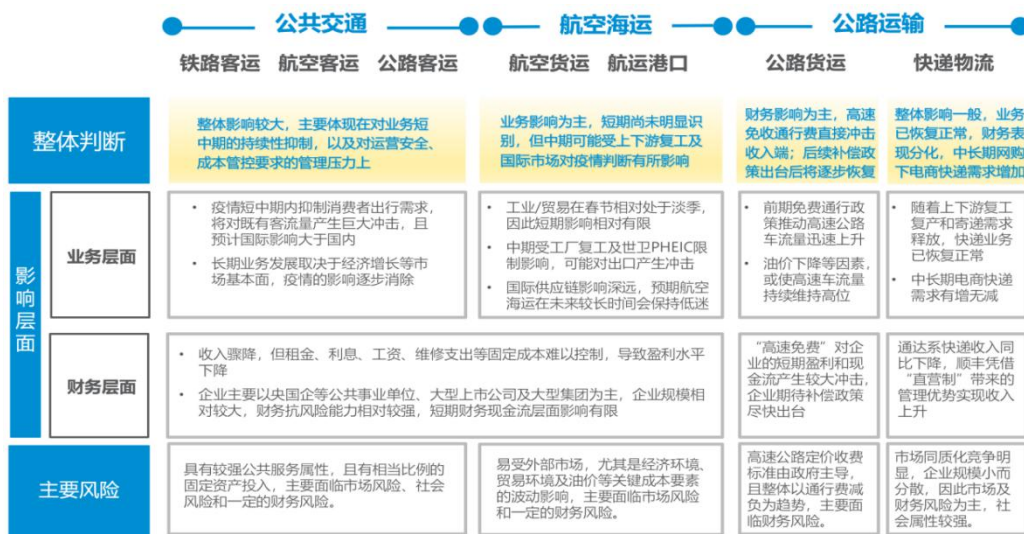 公共交通
航空海运
公路运输
铁路客运 航空客运 公路客运
航空货运 航运港口
公路货运
快递物流
整体判断
整体影响较大，主要体现在对业务短
中期的持续性抑制，以及对运营安全、
成本管控要求的管理压力上
业务影响为主，短期尚未明显识
别，但中期可能受上下游复工及
国际市场对疫情判断有所影响
财务影响为主，高速
免收通行费直接冲击
收入端；后续补偿政
策出台后将逐步恢复
整体影响一般，业务
已恢复正常，财务表
现分化，中长期网购
下电商快递需求增加
影响层面
业务层面
• 疫情短中期内抑制消费者出行需求，
将对既有客流量产生巨大冲击，且
预计国际影响大于国内
• 长期业务发展取决于经济增长等市
场基本面，疫情的影响逐步消除
• 工业/贸易在春节相对处于淡季，
因此短期影响相对有限
• 中期受工厂复工及世卫PHEIC限
制影响，可能对出口产生冲击
• 国际供应链影响深远，预期航空
海运在未来较长时间会保持低迷
• 前期免费通行政
策推动高速公路
车流量迅速上升
• 油价下降等因素，
或使高速车流量
持续维持高位
• 随着上下游复工
复产和寄递需求
释放，快递业务
已恢复正常
• 中长期电商快递
需求有增无减
财务层面
• 收入骤降，但租金、利息、工资、维修支出等固定成本难以控制，导致盈利水平
下降
• 企业主要以央国企等公共事业单位、大型上市公司及大型集团为主，企业规模相
对较大，财务抗风险能力相对较强，短期财务现金流层面影响有限
“高速免费”对企
业的短期盈利和现
金流产生较大冲击，
企业期待补偿政策
尽快出台
通达系快递收入同
比下降，顺丰凭借
“直营制”带来的
管理优势实现收入
上升
主要风险
具有较强公共服务属性，且有相当比例的
固定资产投入，主要面临市场风险、社会
风险和一定的财务风险。
易受外部市场，尤其是经济环境、
贸易环境及油价等关键成本要素
的波动影响，主要面临市场风险
和一定的财务风险。
高速公路定价收费
标准由政府主导，
且整体以通行费减
负为趋势，主要面
临财务风险。
市场同质化竞争明
显，企业规模小而
分散，因此市场及
财务风险为主，社
会属性较强。